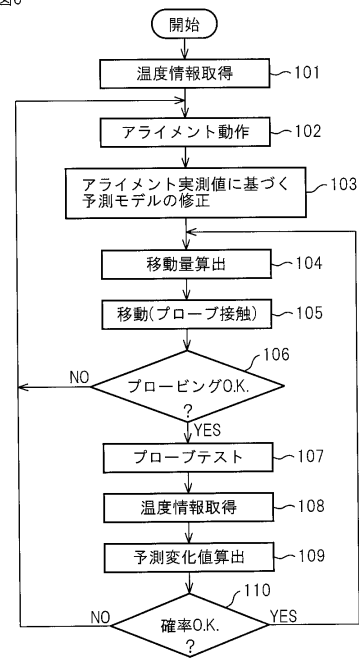 開始
温度情報取得
101
アライメント動作
102
アライメント実測値に基づく
予測モデルの修正
103
移動量算出
104
移動(プローブ接触)
105
106
NO
プロービングO.K.
?
YES
プローブテスト
107
温度情報取得
108
予測変化値算出
109
110
NO
確率O.K.
?
YES